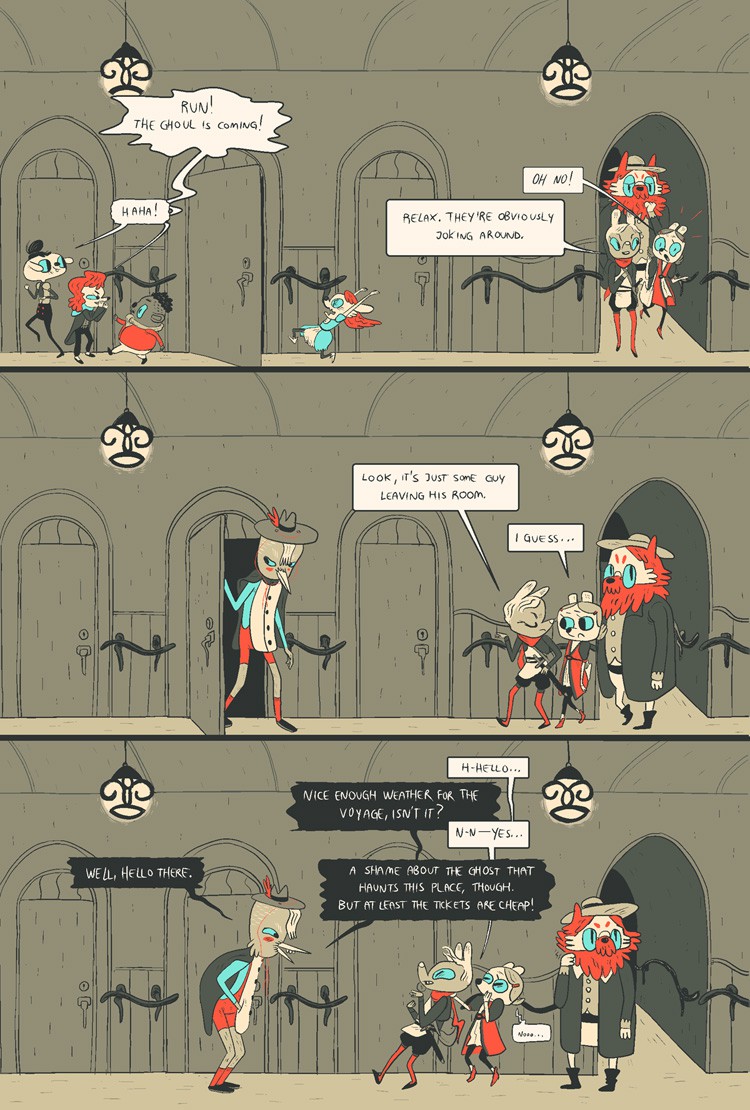 RUN!
THE GHOUL IS COMING!
HAHA!
OH NO!
RELAX. THEY'RE OBVIOUSLY
JOKING AROUND.
LOOK, IT'S JUST SOME GUY
LEAVING HIS ROOM.
I GUESS...
WELL, HELLO THERE.
H-HELLO...
NICE ENOUGH WEATHER FOR THE
VOYAGE, ISN'T IT?
N-N—YES...
A SHAME ABOUT THE GHOST THAT
HAUNTS THIS PLACE, THOUGH.
BUT AT LEAST THE TICKETS ARE CHEAP!
NOOO...